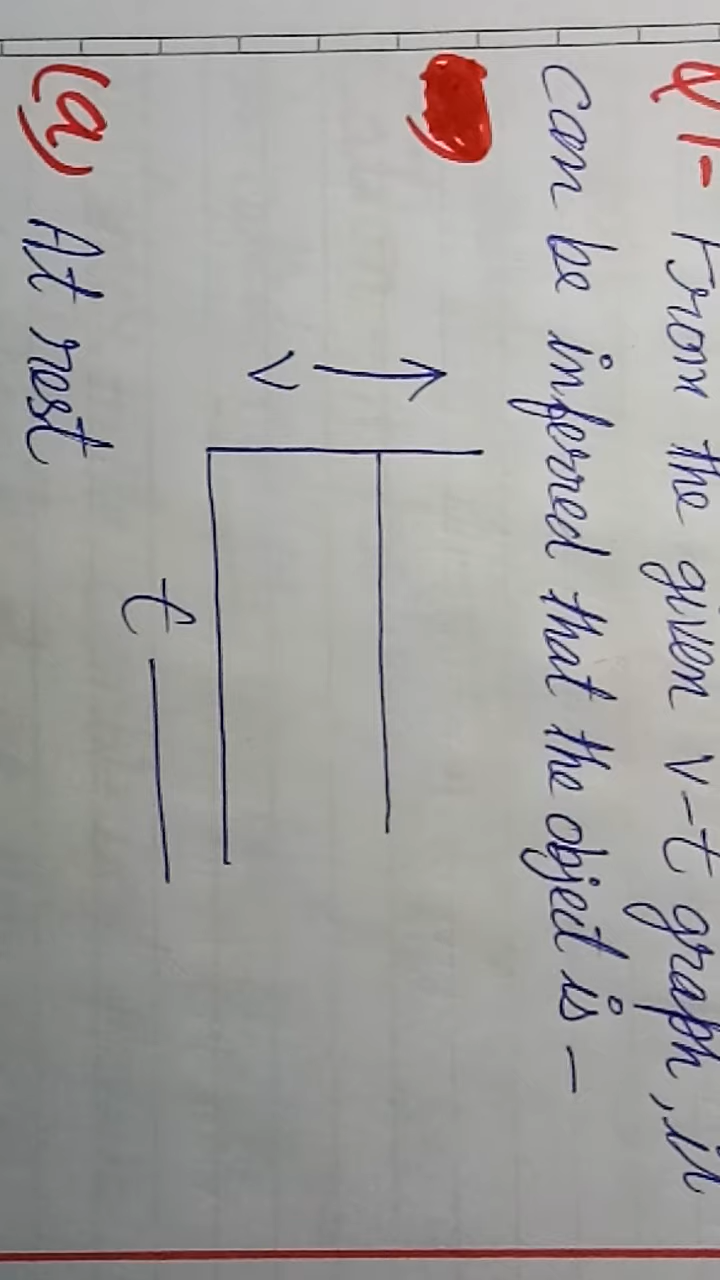 Q1- From the given v-t graph, it
can be inferred that the object is -
v
t
(a) At rest